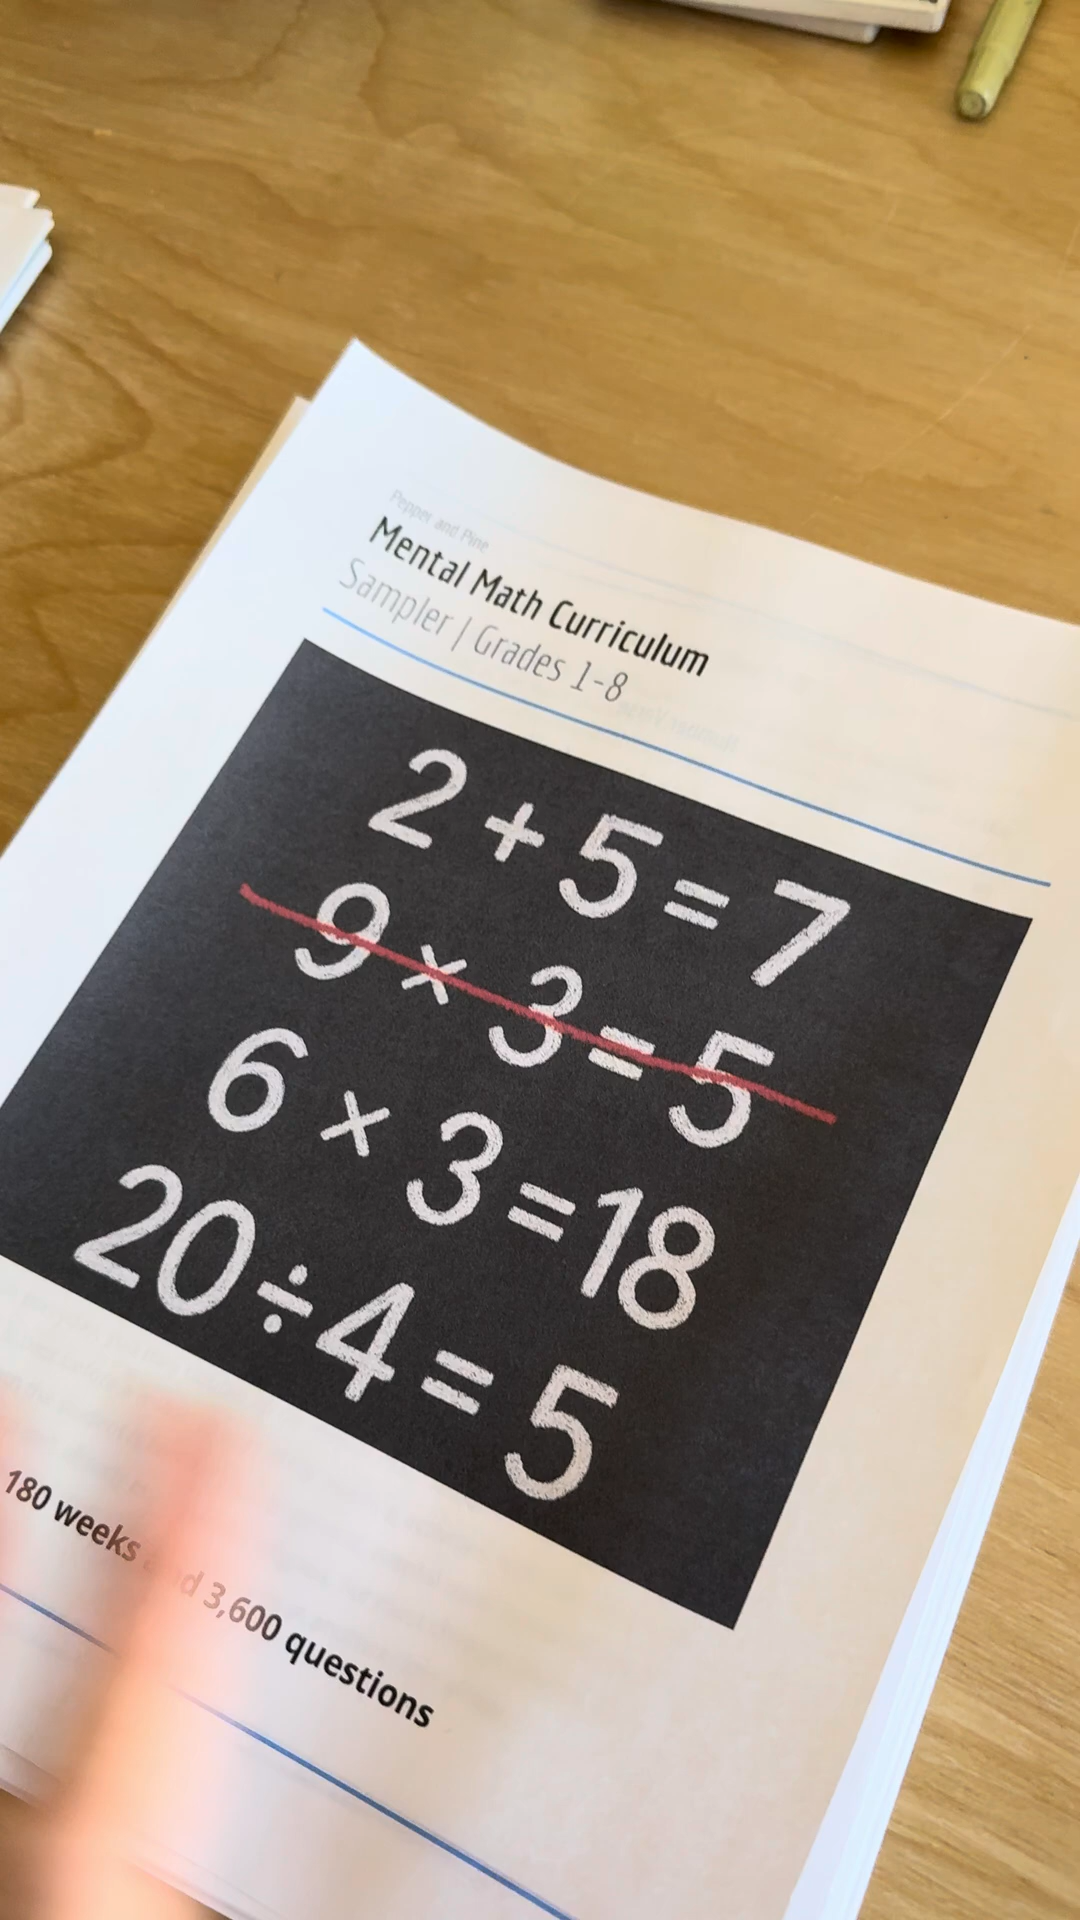 Pepper and Pine
Mental Math Curriculum
Sampler | Grades 1-8
2 + 5 = 7
9 × 3 = 5
6 × 3 = 18
20 ÷ 4 = 5
180 weeks and 3,600 questions